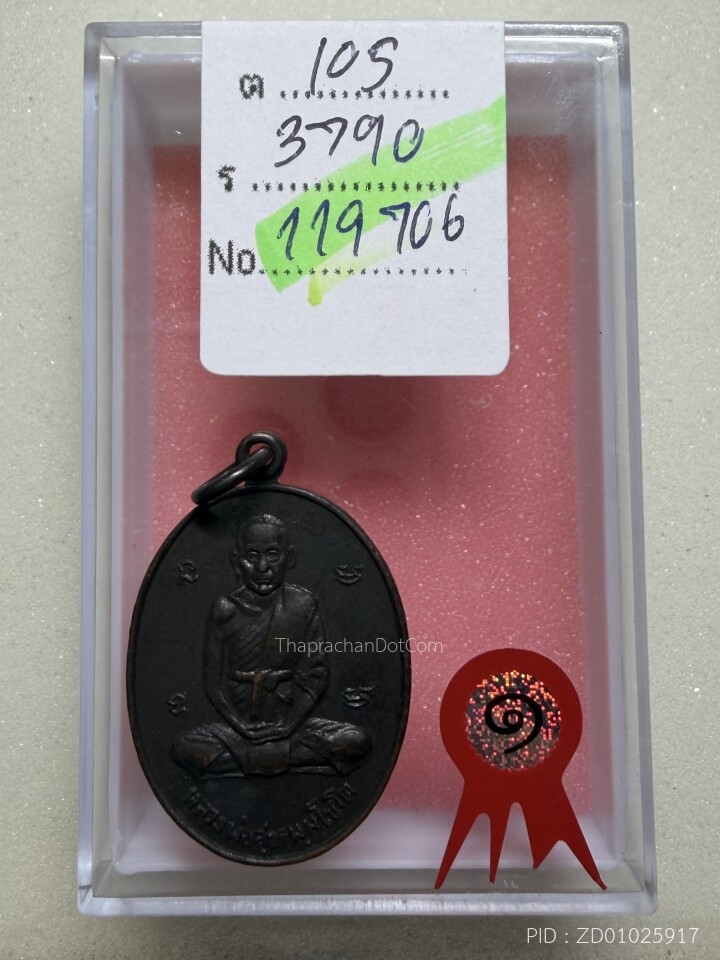 ต 105
ร 3790
No. 119706
ThaprachanDotCom
๑
PID : ZD01025917